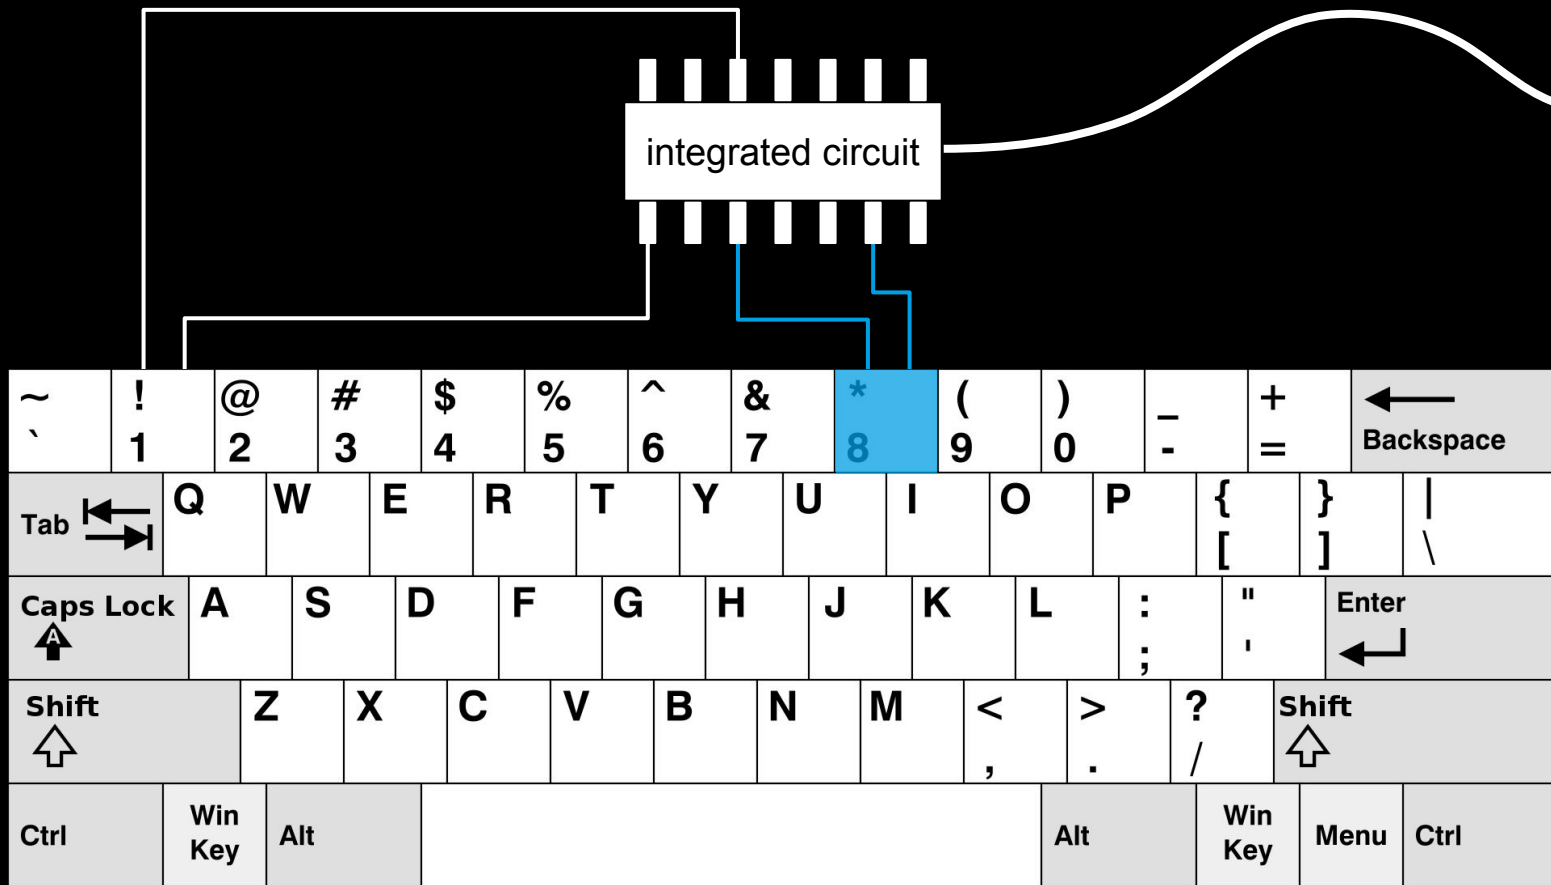 integrated circuit
~ ! @ # $ % ^ & * ( ) _ +
` 1 2 3 4 5 6 7 8 9 0 - = Backspace
Tab Q W E R T Y U I O P { } |
[ ] \
Caps Lock A S D F G H J K L : " Enter
A ; '
Shift Z X C V B N M < > ? Shift
, . /
Ctrl Win Key Alt Alt Win Key Menu Ctrl